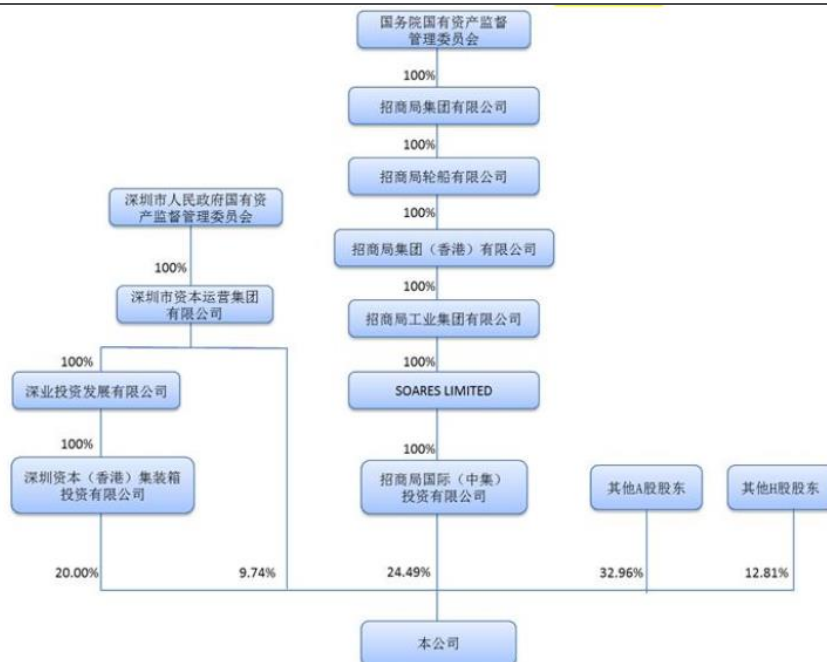 国务院国有资产监督
管理委员会
100%
招商局集团有限公司
100%
招商局轮船有限公司
深圳市人民政府国有资
产监督管理委员会
100%
招商局集团（香港）有限公司
100%
深圳市资本运营集团
有限公司
100%
招商局工业集团有限公司
100%
100%
深业投资发展有限公司
SOARES LIMITED
100%
100%
深圳资本（香港）集装箱
投资有限公司
招商局国际（中集）
投资有限公司
其他A股股东
其他H股股东
20.00%
9.74%
24.49%
32.96%
12.81%
本公司